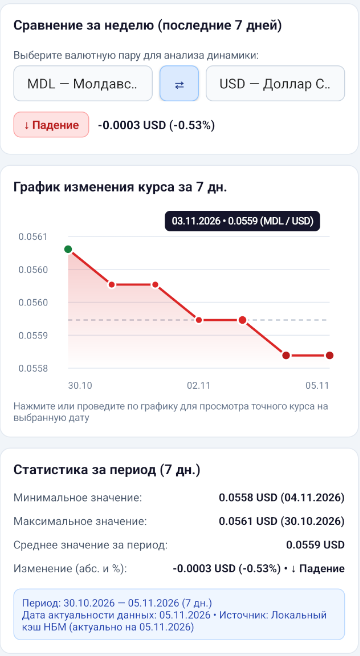 Сравнение за неделю (последние 7 дней)
Выберите валютную пару для анализа динамики:
MDL — Молдавс.. ⇄ USD — Доллар С..
↓ Падение -0.0003 USD (-0.53%)
График изменения курса за 7 дн.
03.11.2026 • 0.0559 (MDL / USD)
0.0561
0.0560
0.0560
0.0559
0.0558
30.10 02.11 05.11
Нажмите или проведите по графику для просмотра точного курса на
выбранную дату
Статистика за период (7 дн.)
Минимальное значение: 0.0558 USD (04.11.2026)
Максимальное значение: 0.0561 USD (30.10.2026)
Среднее значение за период: 0.0559 USD
Изменение (абс. и %): -0.0003 USD (-0.53%) • ↓ Падение
Период: 30.10.2026 — 05.11.2026 (7 дн.)
Дата актуальности данных: 05.11.2026 • Источник: Локальный
кэш НБМ (актуально на 05.11.2026)